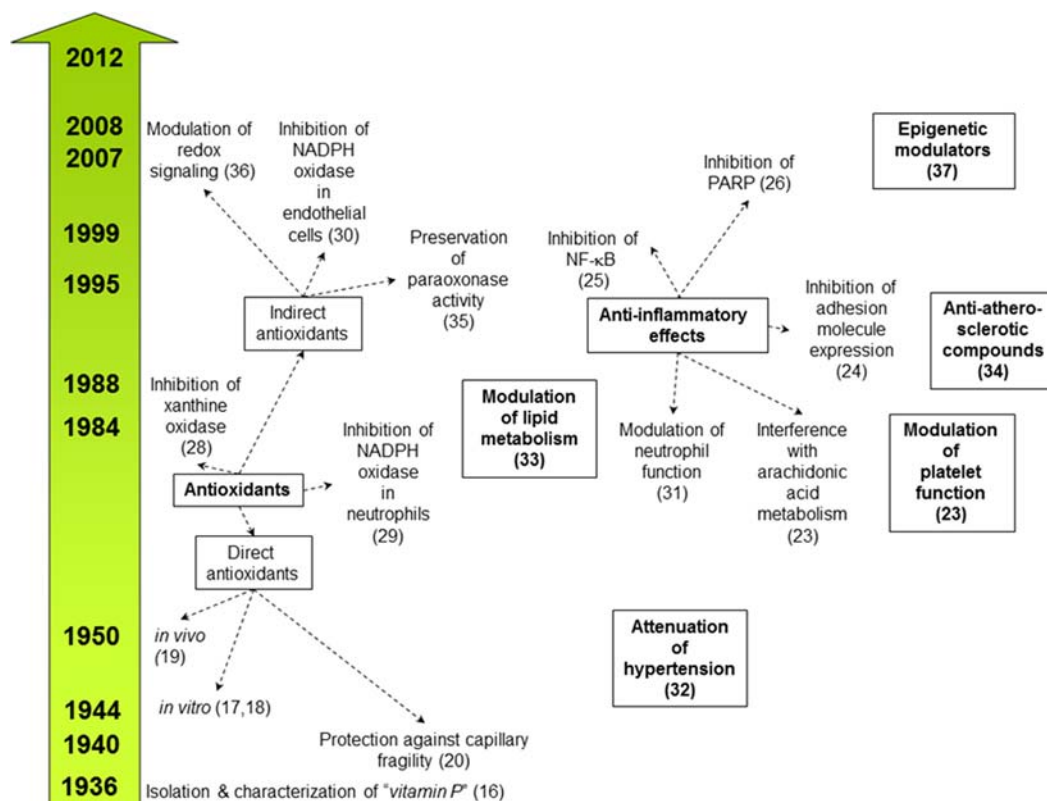 2012
2008
2007
1999
1995
1988
1984
1950
1944
1940
1936
Modulation of
redox
signaling (36)
Inhibition of
NADPH
oxidase
in
endothelial
cells (30)
Preservation
of
paraoxonase
activity
(35)
Indirect
antioxidants
Inhibition of
xanthine
oxidase
(28)
Antioxidants
Inhibition of
NADPH
oxidase
in
neutrophils
(29)
Direct
antioxidants
in vivo
(19)
in vitro (17,18)
Protection against capillary
fragility (20)
Isolation & characterization of "vitamin P" (16)
Modulation
of lipid
metabolism
(33)
Inhibition of
NF-κB
(25)
Inhibition of
PARP (26)
Anti-inflammatory
effects
Inhibition of
adhesion
molecule
expression
(24)
Modulation of
neutrophil
function
(31)
Interference
with
arachidonic
acid
metabolism
(23)
Attenuation
of
hypertension
(32)
Epigenetic
modulators
(37)
Anti-athero-
sclerotic
compounds
(34)
Modulation
of
platelet
function
(23)